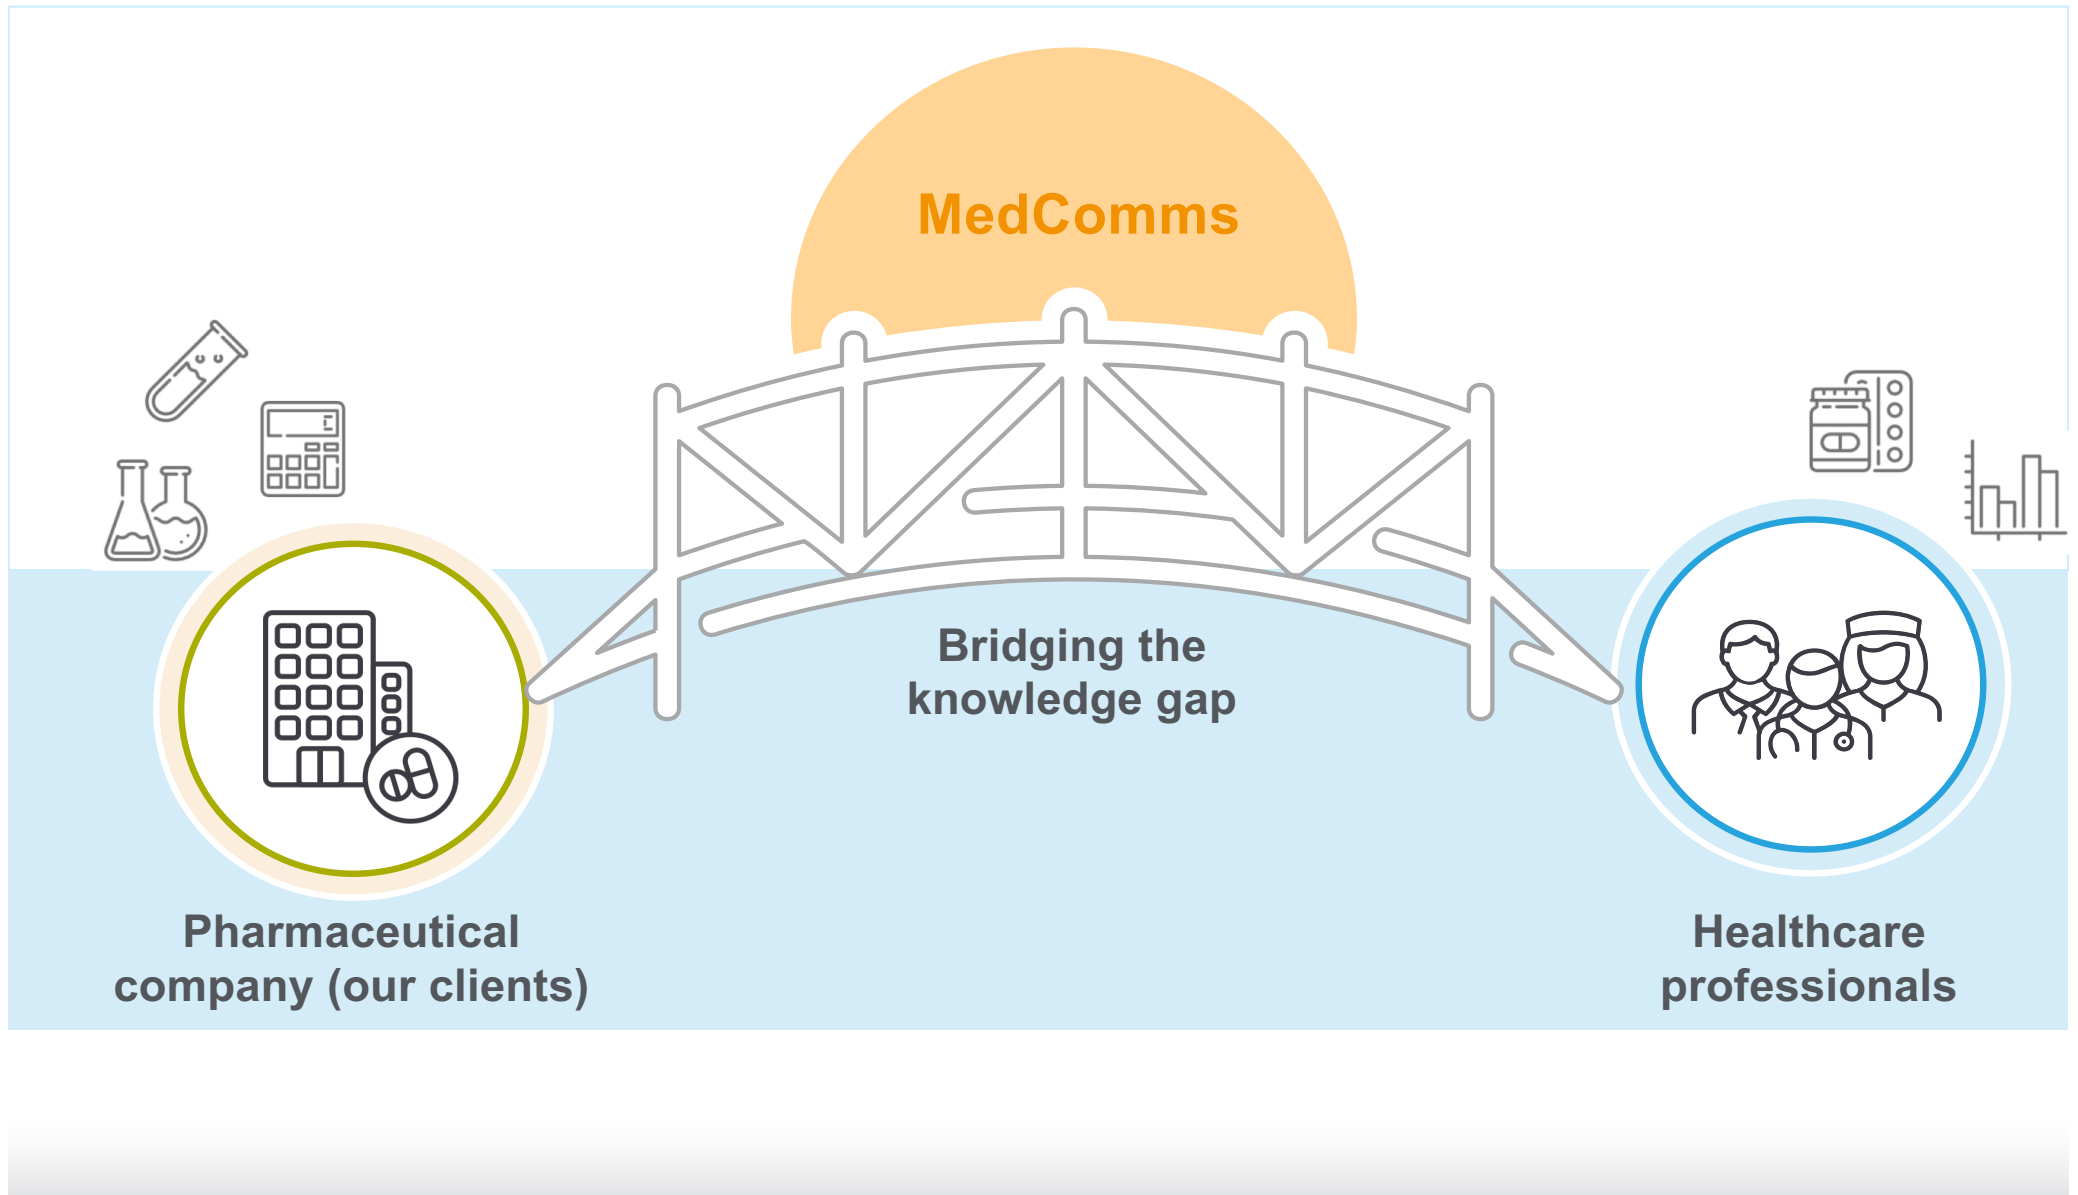 MedComms
Bridging the
knowledge gap
Pharmaceutical
company (our clients)
Healthcare
professionals